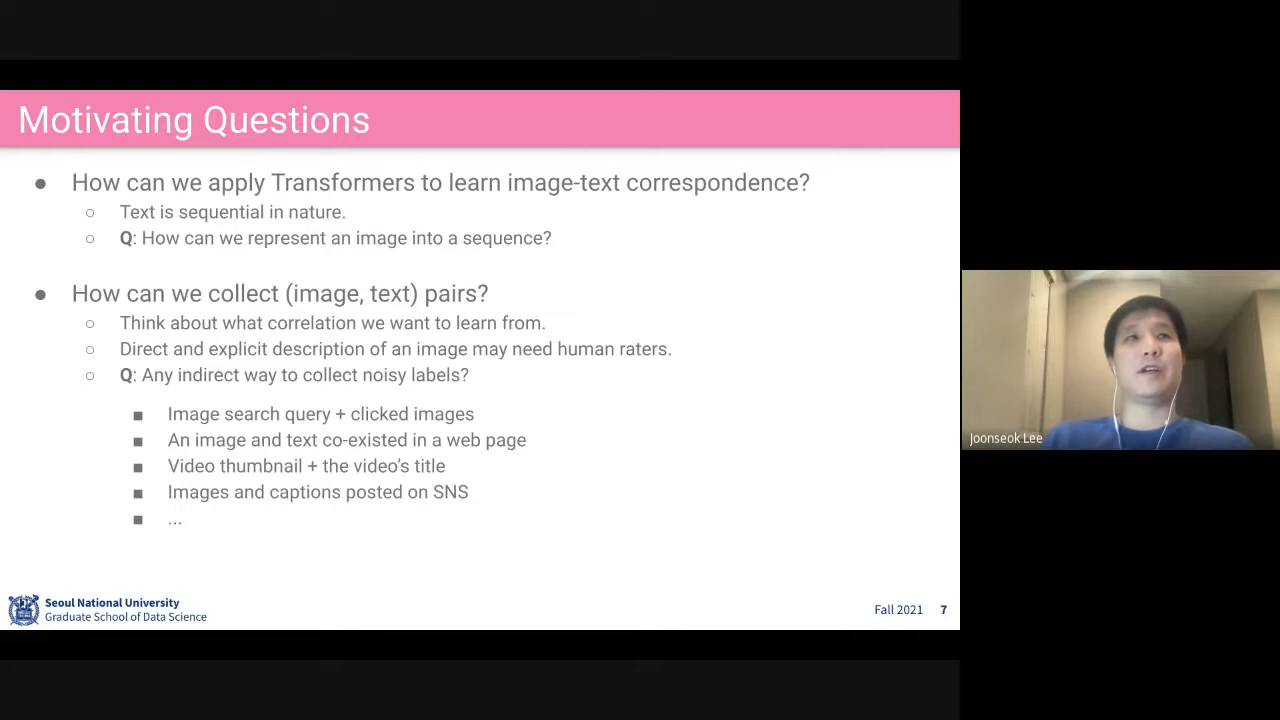 Motivating Questions
● How can we apply Transformers to learn image-text correspondence?
○ Text is sequential in nature.
○ Q: How can we represent an image into a sequence?
● How can we collect (image, text) pairs?
○ Think about what correlation we want to learn from.
○ Direct and explicit description of an image may need human raters.
○ Q: Any indirect way to collect noisy labels?
■ Image search query + clicked images
■ An image and text co-existed in a web page
■ Video thumbnail + the video's title
■ Images and captions posted on SNS
■ ...
Seoul National University
Graduate School of Data Science
Fall 2021 7
Joonseok Lee